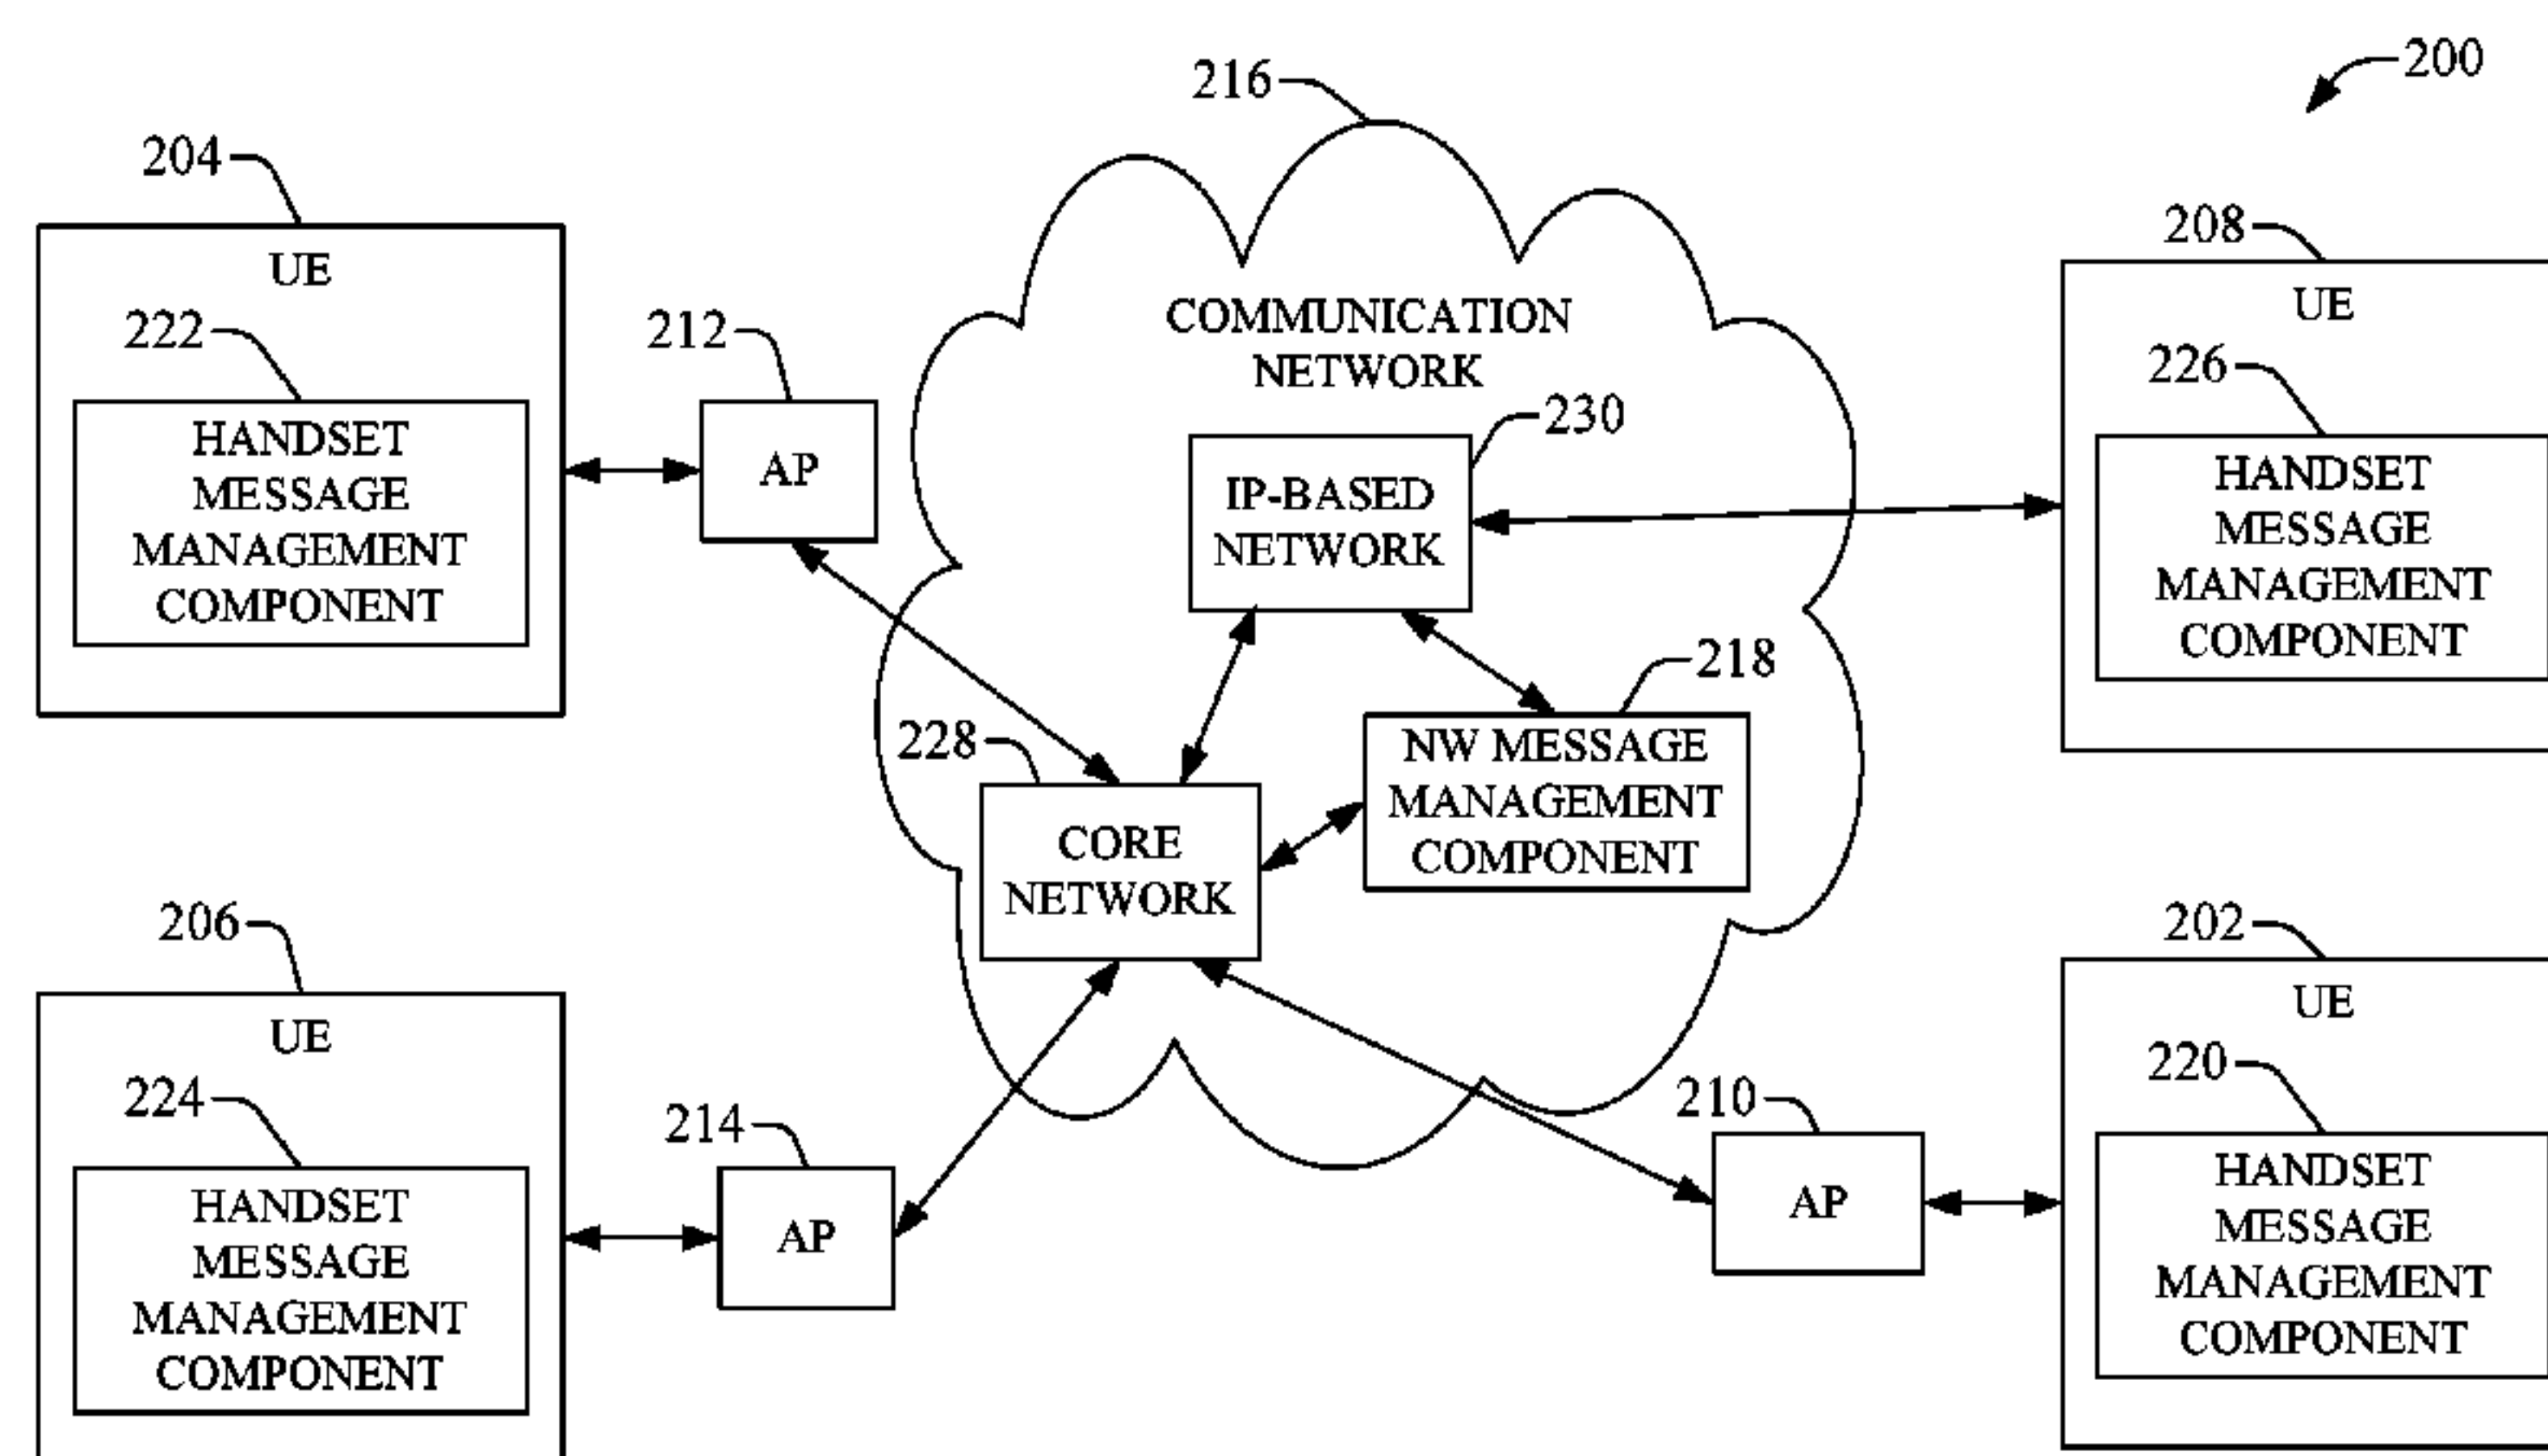 200
216
204
UE
222
HANDSET
MESSAGE
MANAGEMENT
COMPONENT
212
AP
COMMUNICATION
NETWORK
230
IP-BASED
NETWORK
208
UE
226
HANDSET
MESSAGE
MANAGEMENT
COMPONENT
218
NW MESSAGE
MANAGEMENT
COMPONENT
228
CORE
NETWORK
206
UE
224
HANDSET
MESSAGE
MANAGEMENT
COMPONENT
214
AP
210
AP
202
UE
220
HANDSET
MESSAGE
MANAGEMENT
COMPONENT